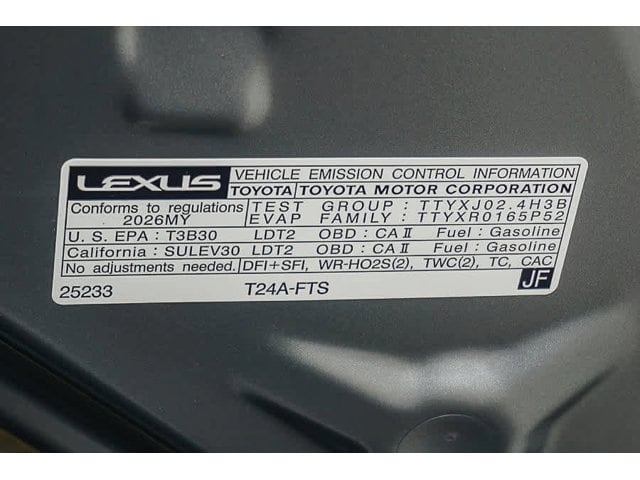 LEXUS VEHICLE EMISSION CONTROL INFORMATION
TOYOTA TOYOTA MOTOR CORPORATION
Conforms to regulations TEST GROUP: TTYXJ02.4H3B
2026MY EVAP FAMILY: TTYXR0165P52
U.S. EPA: T3B30 LDT2 OBD: CA II Fuel: Gasoline
California: SULEV30 LDT2 OBD: CA II Fuel: Gasoline
No adjustments needed. DFI+SFI, WR-HO2S(2), TWC(2), TC, CAC
25233 T24A-FTS JF